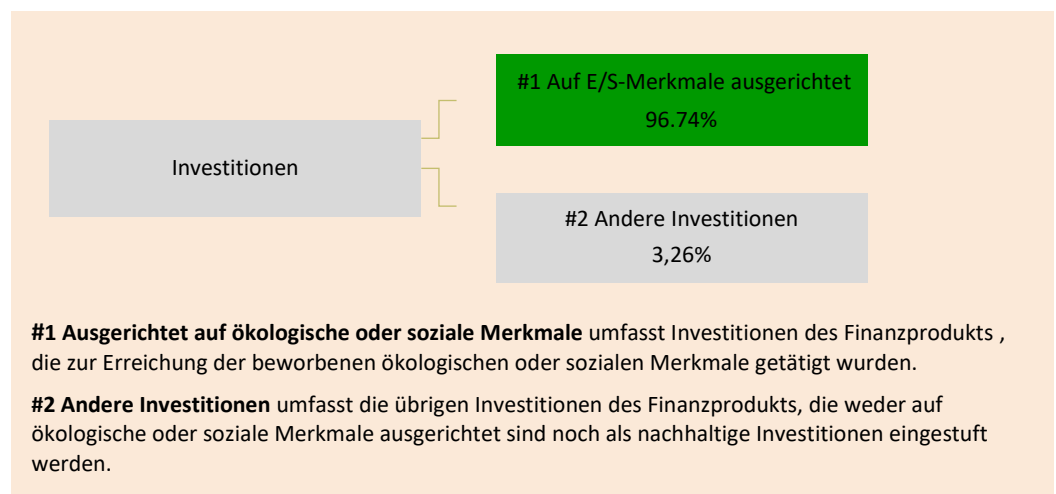 #1 Auf E/S-Merkmale ausgerichtet
96.74%
Investitionen
#2 Andere Investitionen
3,26%
#1 Ausgerichtet auf ökologische oder soziale Merkmale umfasst Investitionen des Finanzprodukts ,
die zur Erreichung der beworbenen ökologischen oder sozialen Merkmale getätigt wurden.
#2 Andere Investitionen umfasst die übrigen Investitionen des Finanzprodukts, die weder auf
ökologische oder soziale Merkmale ausgerichtet sind noch als nachhaltige Investitionen eingestuft
werden.